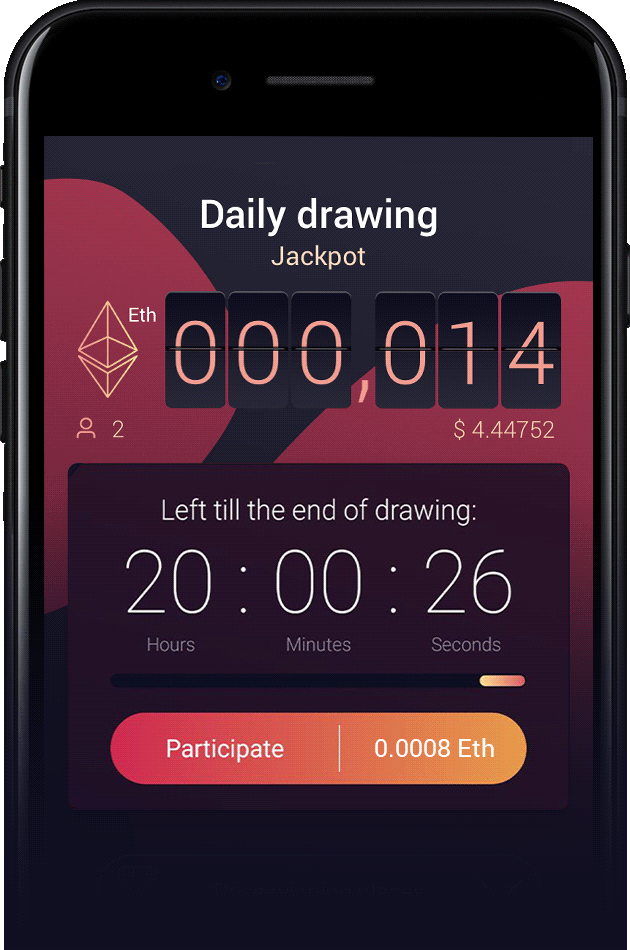 Daily drawing
Jackpot
Eth
000,014
2
$ 4.44752
Left till the end of drawing:
20 : 00 : 26
Hours Minutes Seconds
Participate 0.0008 Eth